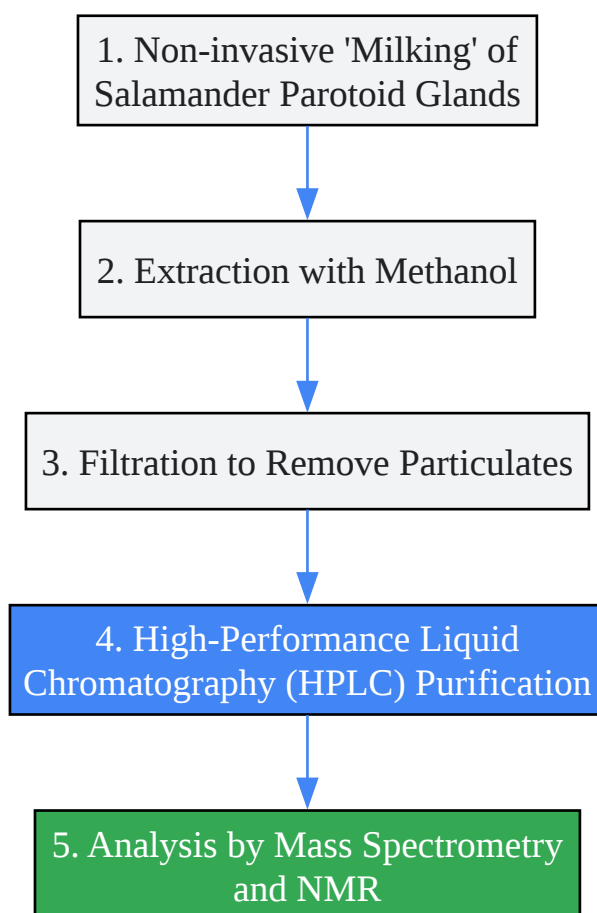 1. Non-invasive 'Milking' of
Salamander Parotoid Glands
2. Extraction with Methanol
3. Filtration to Remove Particulates
4. High-Performance Liquid
Chromatography (HPLC) Purification
5. Analysis by Mass Spectrometry
and NMR